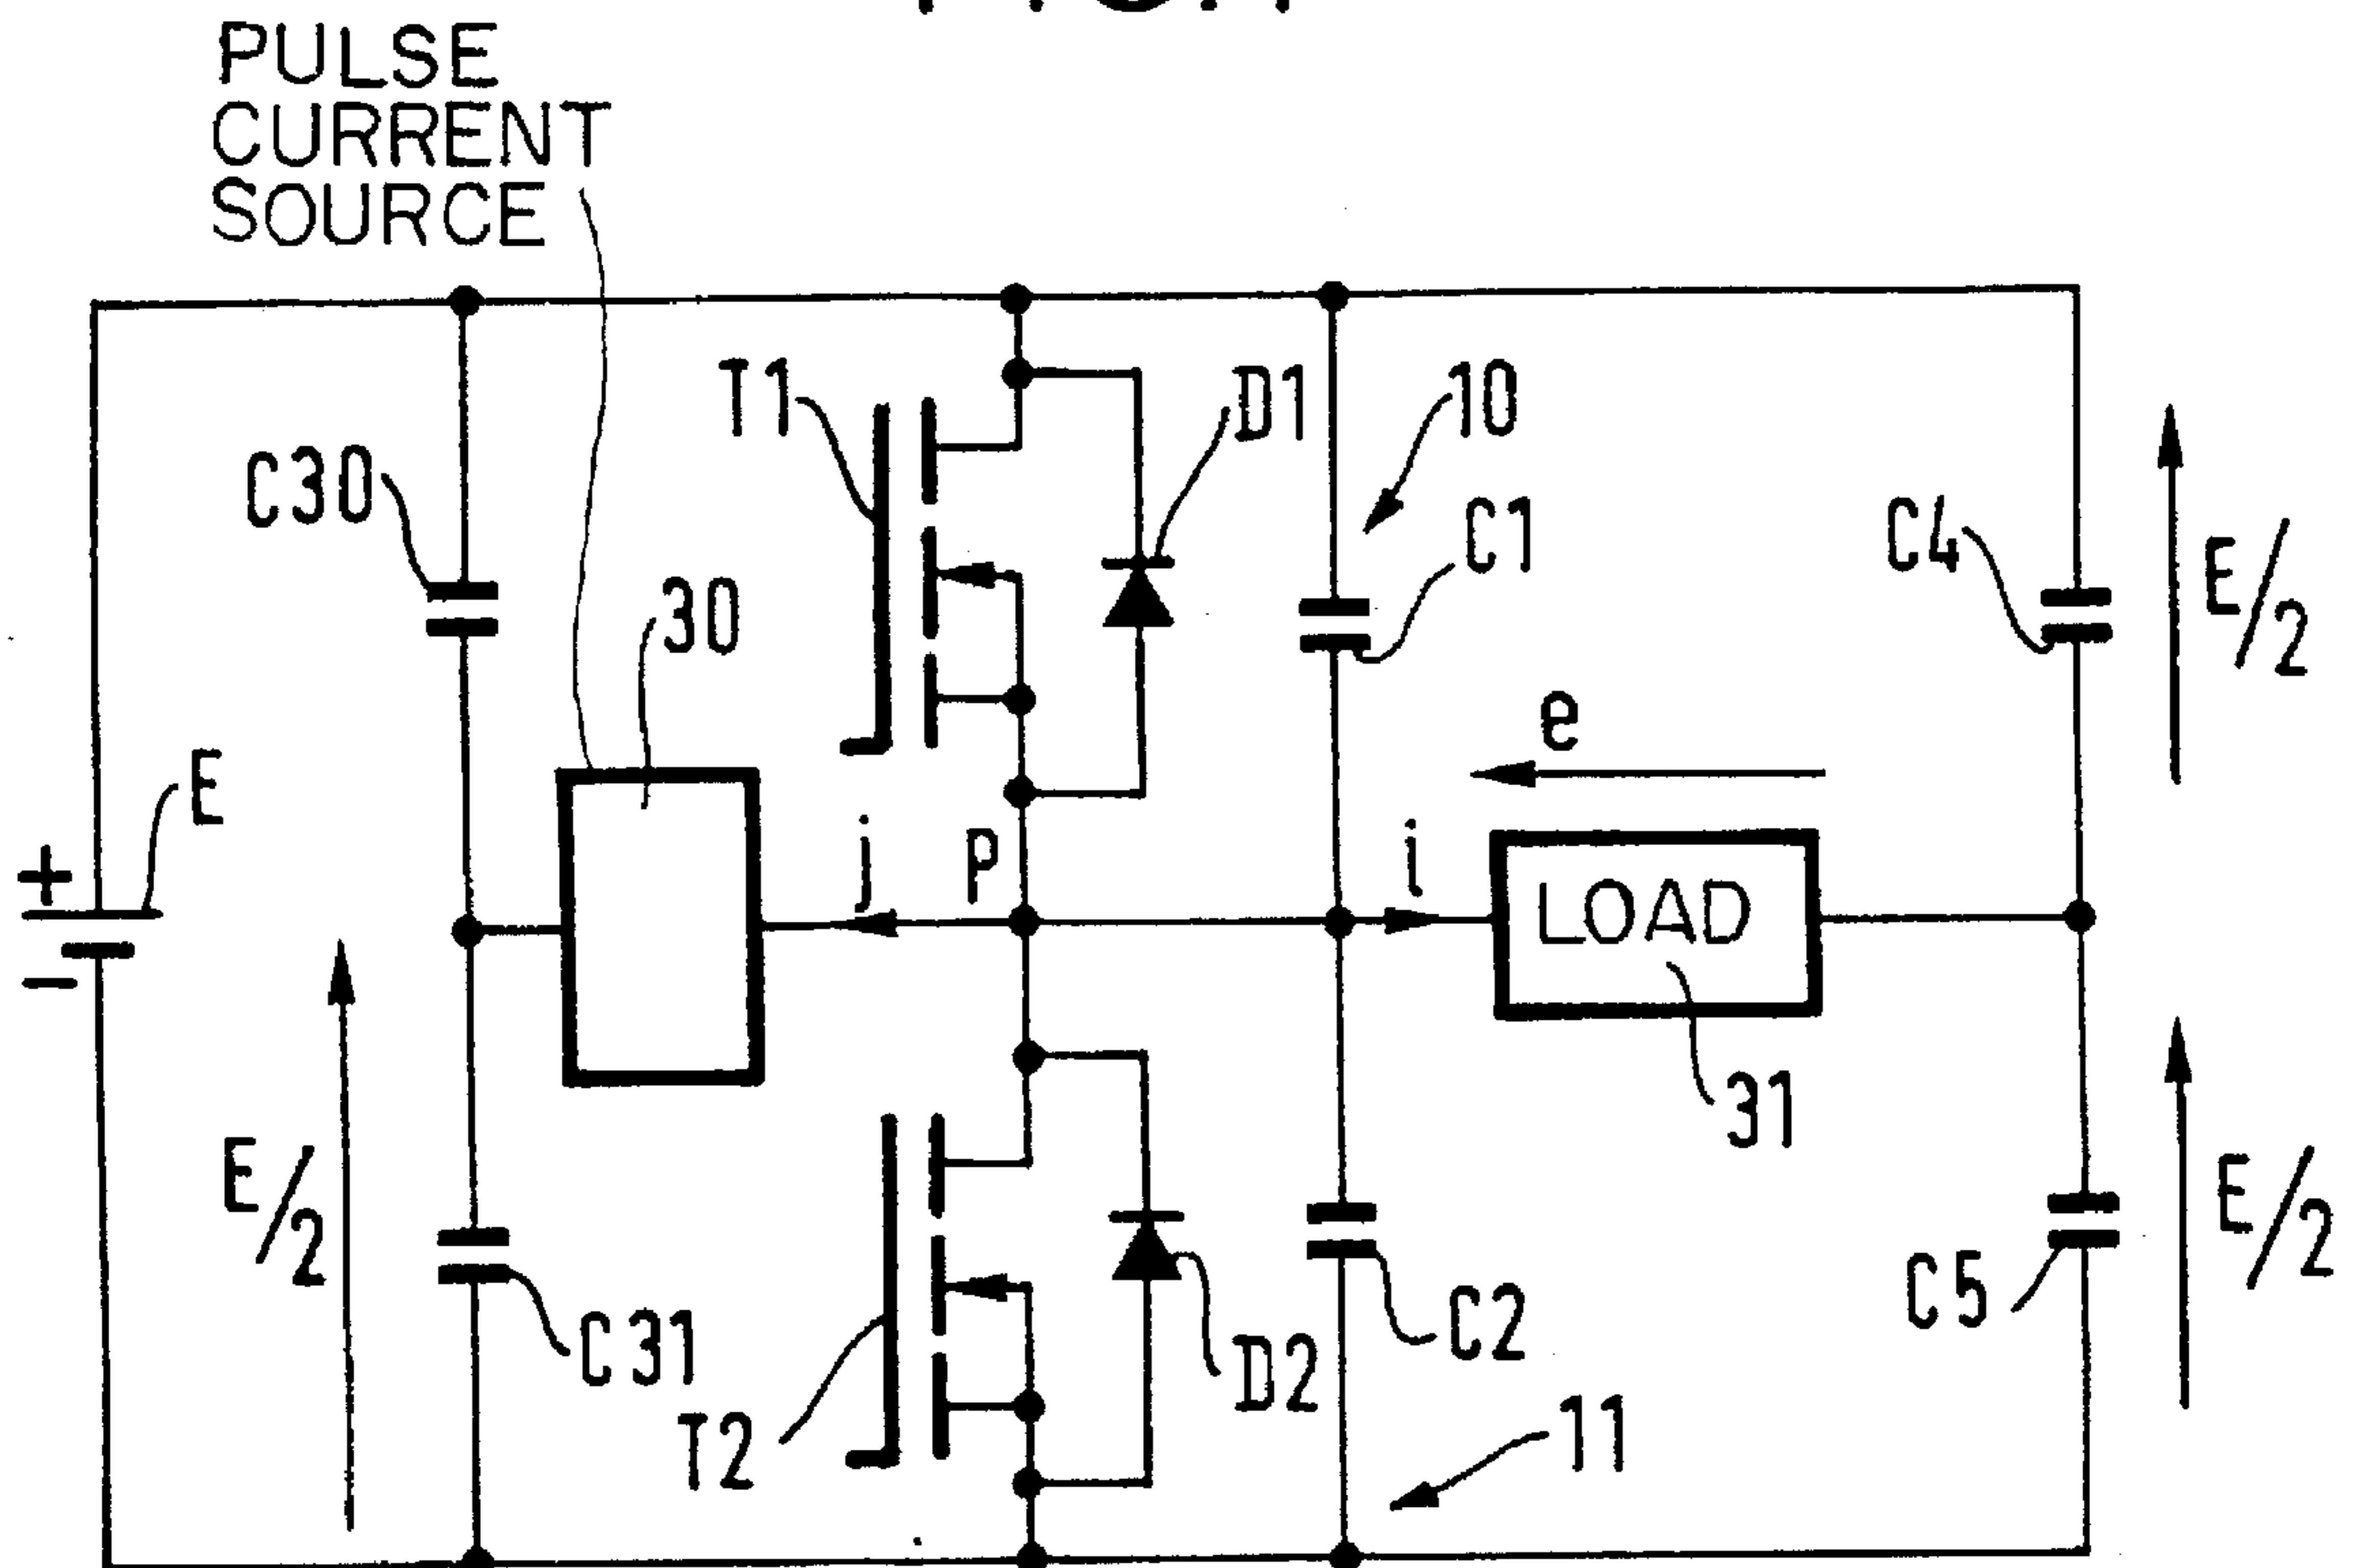 PULSE
CURRENT
SOURCE
T1
D1
10
C30
C1
C4
E/2
30
e
E
+
j
P
i
LOAD
−
31
E/2
E/2
C31
C2
C5
D2
T2
11